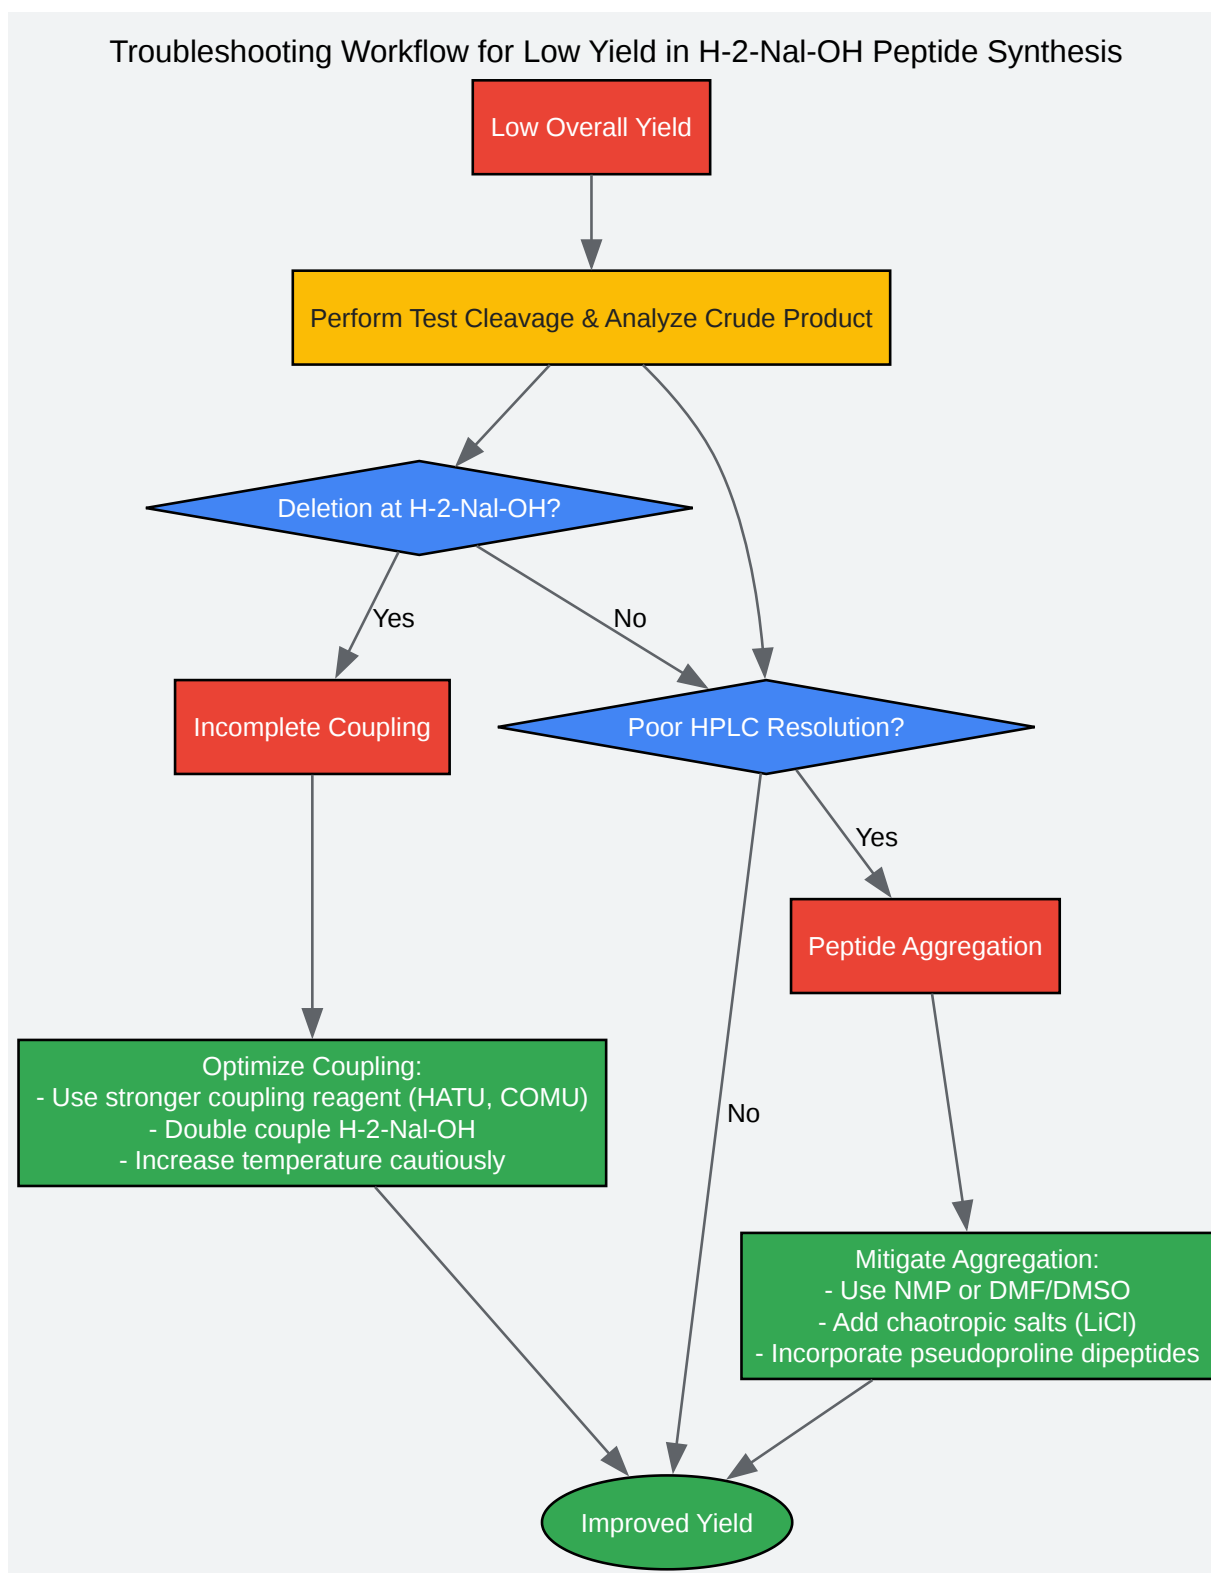 Troubleshooting Workflow for Low Yield in H-2-Nal-OH Peptide Synthesis
Low Overall Yield
Perform Test Cleavage & Analyze Crude Product
Deletion at H-2-Nal-OH?
Yes
No
Incomplete Coupling
Poor HPLC Resolution?
Yes
Peptide Aggregation
Optimize Coupling:
- Use stronger coupling reagent (HATU, COMU)
- Double couple H-2-Nal-OH
- Increase temperature cautiously
No
Mitigate Aggregation:
- Use NMP or DMF/DMSO
- Add chaotropic salts (LiCl)
- Incorporate pseudoproline dipeptides
Improved Yield